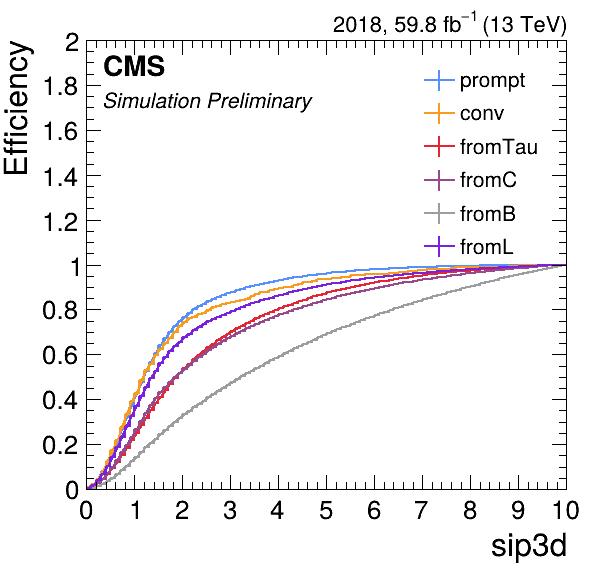 2018, 59.8 fb⁻¹ (13 TeV)
CMS
Simulation Preliminary
prompt
conv
fromTau
fromC
fromB
fromL
Efficiency
2
1.8
1.6
1.4
1.2
1
0.8
0.6
0.4
0.2
0
0 1 2 3 4 5 6 7 8 9 10
sip3d